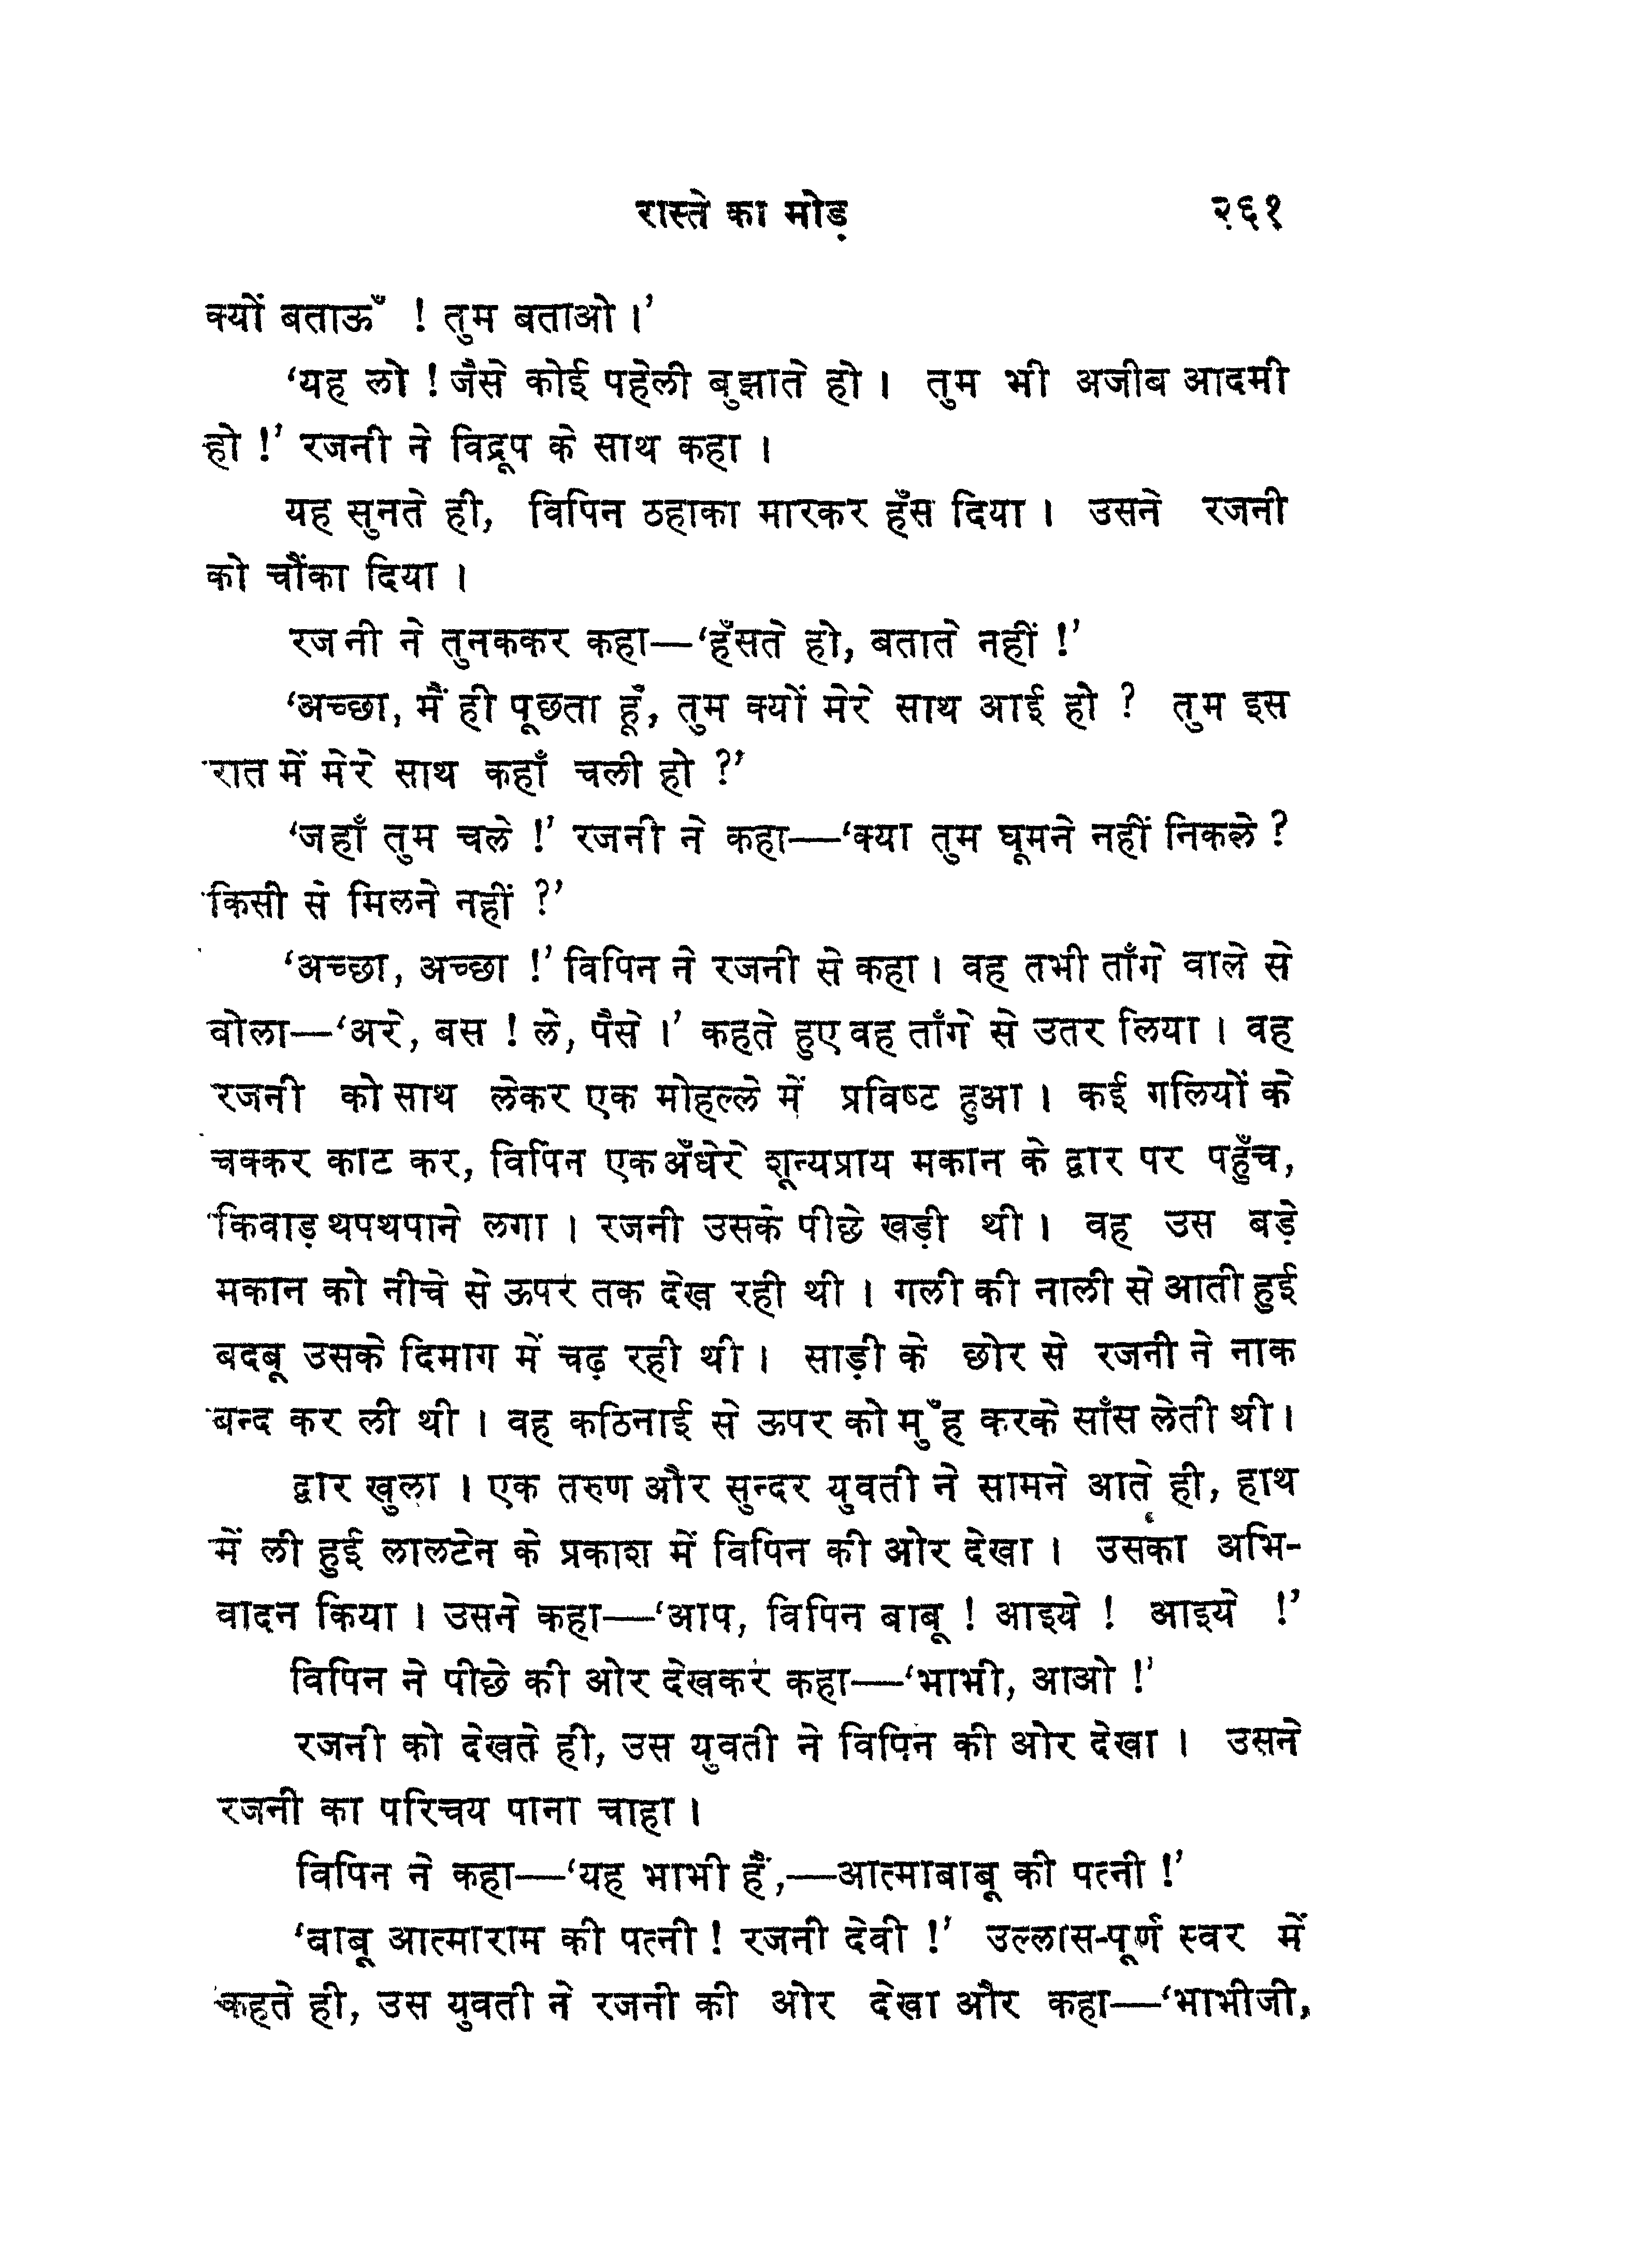 रास्ते का मोड़ २६१
क्यों बताऊँ ! तुम बताओ ।’
‘यह लो ! जैसे कोई पहेली बुझाते हो । तुम भी अजीब आदमी
हो !’ रजनी ने विद्रूप के साथ कहा ।
यह सुनते ही, विपिन ठहाका मारकर हँस दिया । उसने रजनी
को चौंका दिया ।
रजनी ने तुनककर कहा—‘हँसते हो, बताते नहीं !’
‘अच्छा, मैं ही पूछता हूँ, तुम क्यों मेरे साथ आई हो ? तुम इस
रात में मेरे साथ कहाँ चली हो ?’
‘जहाँ तुम चले !’ रजनी ने कहा—‘क्या तुम घूमने नहीं निकले ?
किसी से मिलने नहीं ?’
‘अच्छा, अच्छा !’ विपिन ने रजनी से कहा । वह तभी ताँगे वाले से
वोला—‘अरे, बस ! ले, पैसे ।’ कहते हुए वह ताँगे से उतर लिया । वह
रजनी को साथ लेकर एक मोहल्ले में प्रविष्ट हुआ । कई गलियों के
चक्कर काट कर, विपिन एक अँधेरे शून्यप्राय मकान के द्वार पर पहुँच,
किवाड़ थपथपाने लगा । रजनी उसके पीछे खड़ी थी । वह उस बड़े
मकान को नीचे से ऊपर तक देख रही थी । गली की नाली से आती हुई
बदबू उसके दिमाग में चढ़ रही थी । साड़ी के छोर से रजनी ने नाक
बन्द कर ली थी । वह कठिनाई से ऊपर को मुँह करके साँस लेती थी ।
द्वार खुला । एक तरुण और सुन्दर युवती ने सामने आते ही, हाथ
में ली हुई लालटेन के प्रकाश में विपिन की ओर देखा । उसका अभि-
वादन किया । उसने कहा—‘आप, विपिन बाबू ! आइये ! आइये !’
विपिन ने पीछे की ओर देखकर कहा—‘भाभी, आओ !’
रजनी को देखते ही, उस युवती ने विपिन की ओर देखा । उसने
रजनी का परिचय पाना चाहा ।
विपिन ने कहा—‘यह भाभी हैं,—आत्माबाबू की पत्नी !’
‘वाबू आत्माराम की पत्नी ! रजनी देवी !’ उल्लास-पूर्ण स्वर में
कहते ही, उस युवती ने रजनी की ओर देखा और कहा—‘भाभीजी,